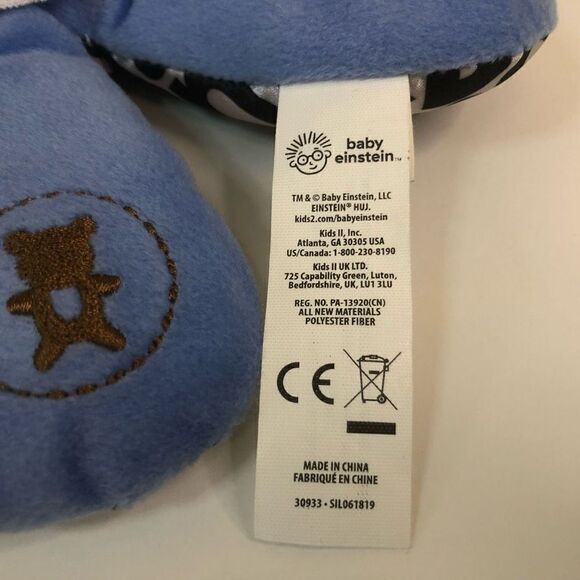 baby
einstein™
TM & © Baby Einstein, LLC
EINSTEIN® HUJ.
kids2.com/babyeinstein
Kids II, Inc.
Atlanta, GA 30305 USA
US/Canada: 1-800-230-8190
Kids II UK LTD.
725 Capability Green, Luton,
Bedfordshire, UK, LU1 3LU
REG. NO. PA-13920(CN)
ALL NEW MATERIALS
POLYESTER FIBER
CE
MADE IN CHINA
FABRIQUÉ EN CHINE
30933 • SIL061819